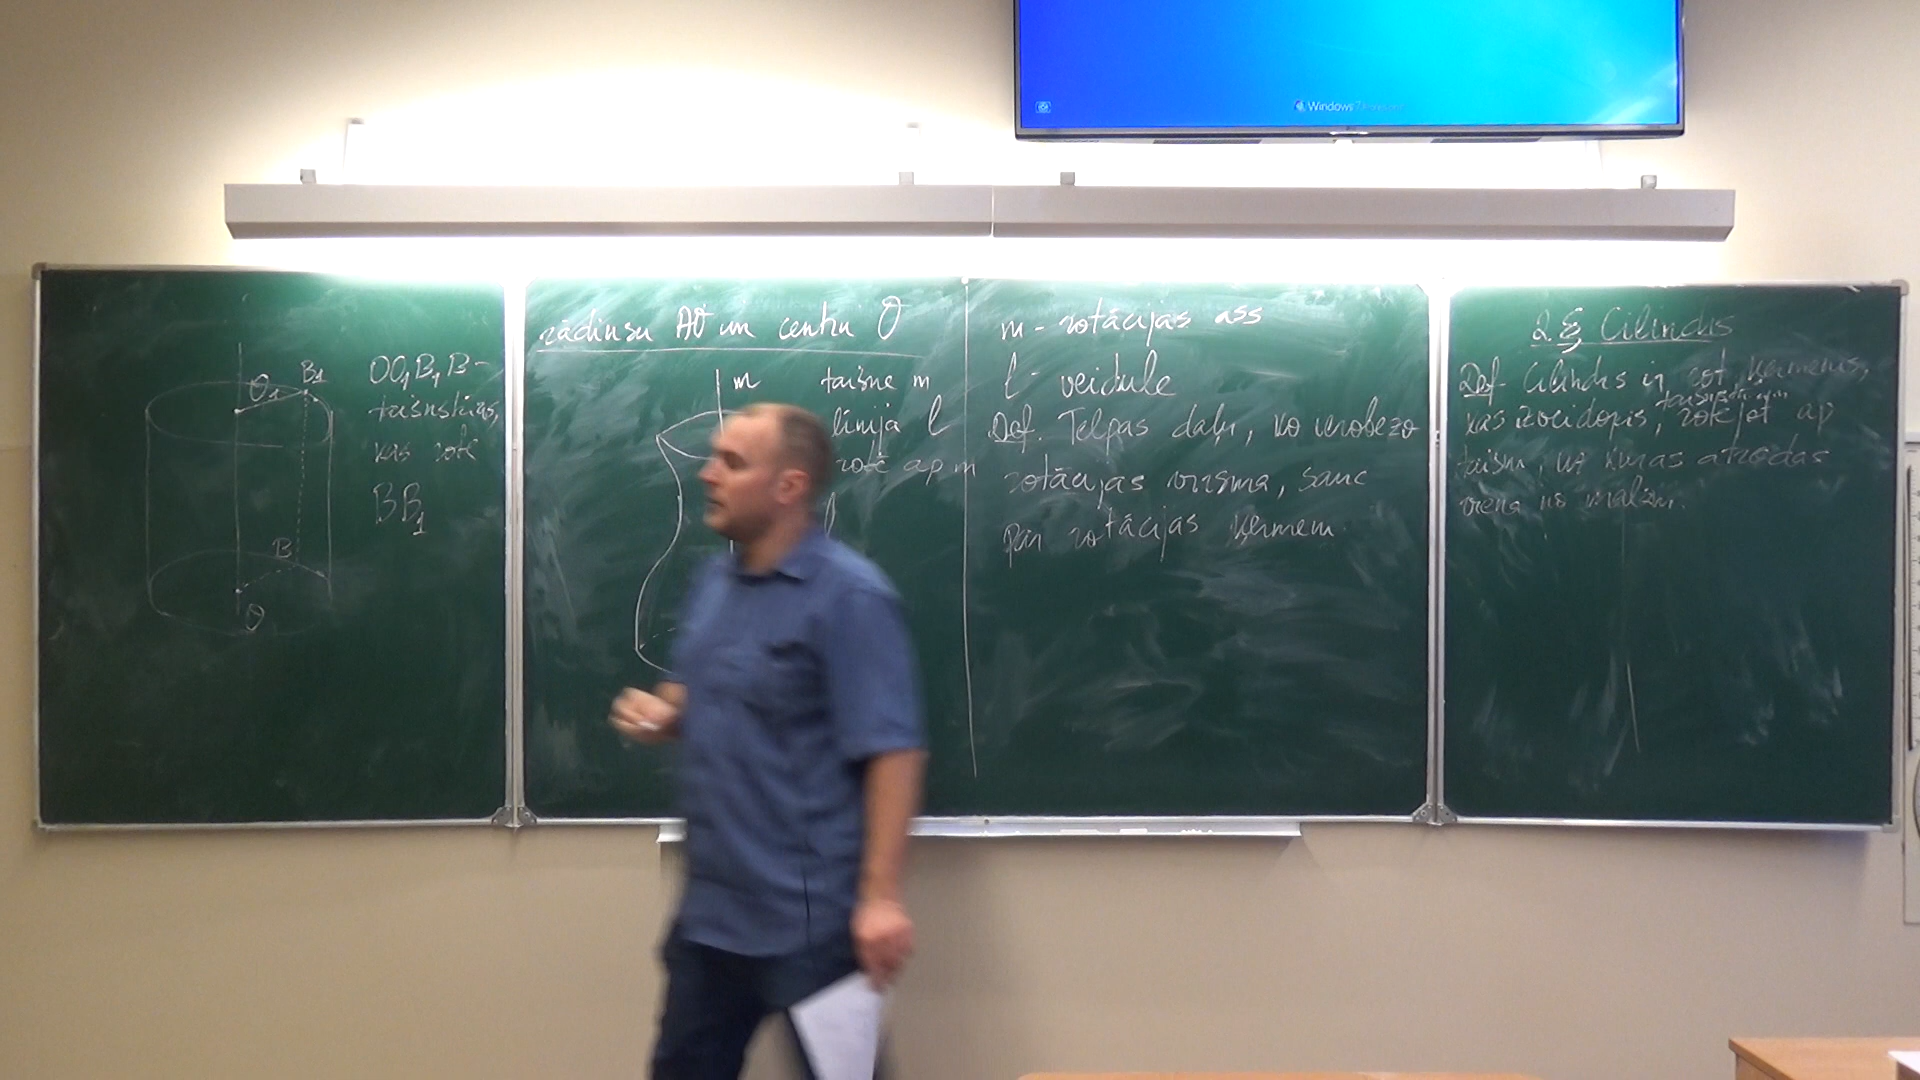 Windows 7
O₁
B₁
B
O
OO₁B₁B -
taisnstūris,
kas rotē
BB₁
rādiusu AO un centru O
m
taisne m
līnija l
rotē ap m
l
m - rotācijas ass
l - veidule
Def. Telpas daļu, ko ierobežo
rotācijas virsma, sauc
par rotācijas ķermeni.
2.§ Cilindrs
Def. Cilindrs ir rot. ķermenis,
taisnstūrim
kas izveidojas, rotējot ap
taisni, uz kuras atrodas
viena no malām.